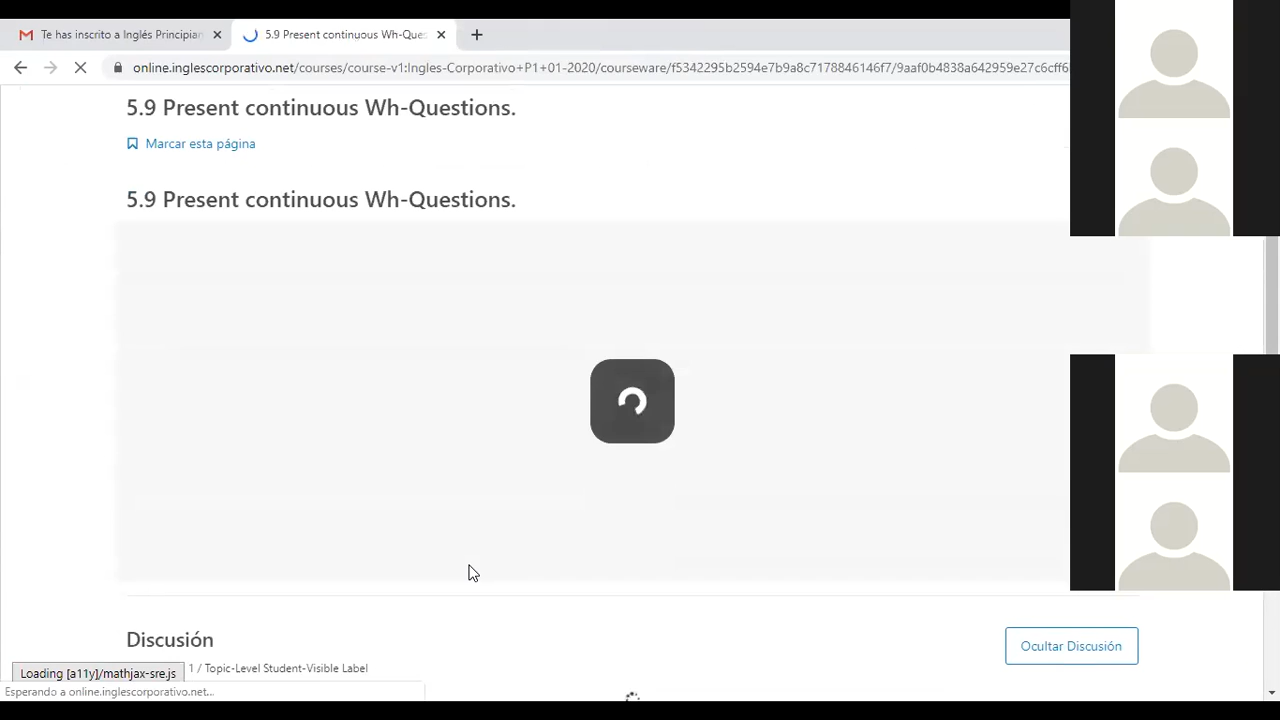 Te has inscrito a Inglés Principian
5.9 Present continuous Wh-Ques
online.inglescorporativo.net/courses/course-v1:Ingles-Corporativo+P1+01-2020/courseware/f5342295b2594e7b9a8c7178846146f7/9aaf0b4838a642959e27c6cff6
5.9 Present continuous Wh-Questions.
Marcar esta página
5.9 Present continuous Wh-Questions.
Discusión
Ocultar Discusión
1 / Topic-Level Student-Visible Label
Loading [a11y]/mathjax-sre.js
Esperando a online.inglescorporativo.net...